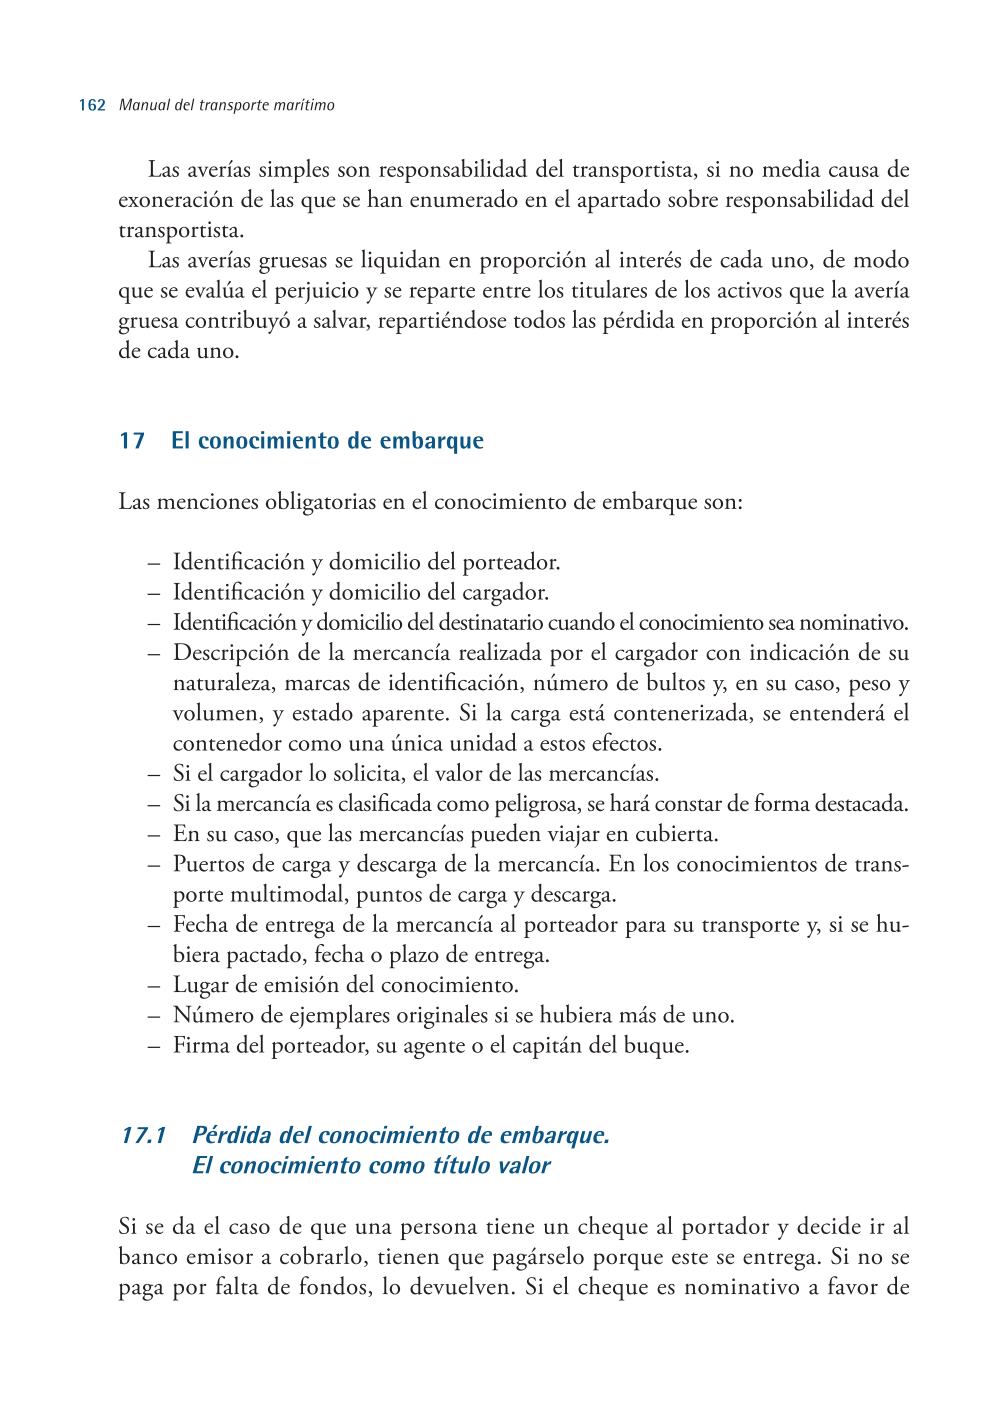 162 Manual del transporte marítimo
Las averías simples son responsabilidad del transportista, si no media causa de
exoneración de las que se han enumerado en el apartado sobre responsabilidad del
transportista.
Las averías gruesas se liquidan en proporción al interés de cada uno, de modo
que se evalúa el perjuicio y se reparte entre los titulares de los activos que la avería
gruesa contribuyó a salvar, repartiéndose todos las pérdida en proporción al interés
de cada uno.
17 El conocimiento de embarque
Las menciones obligatorias en el conocimiento de embarque son:
– Identificación y domicilio del porteador.
– Identificación y domicilio del cargador.
– Identificación y domicilio del destinatario cuando el conocimiento sea nominativo.
– Descripción de la mercancía realizada por el cargador con indicación de su
naturaleza, marcas de identificación, número de bultos y, en su caso, peso y
volumen, y estado aparente. Si la carga está contenerizada, se entenderá el
contenedor como una única unidad a estos efectos.
– Si el cargador lo solicita, el valor de las mercancías.
– Si la mercancía es clasificada como peligrosa, se hará constar de forma destacada.
– En su caso, que las mercancías pueden viajar en cubierta.
– Puertos de carga y descarga de la mercancía. En los conocimientos de trans-
porte multimodal, puntos de carga y descarga.
– Fecha de entrega de la mercancía al porteador para su transporte y, si se hu-
biera pactado, fecha o plazo de entrega.
– Lugar de emisión del conocimiento.
– Número de ejemplares originales si se hubiera más de uno.
– Firma del porteador, su agente o el capitán del buque.
17.1 Pérdida del conocimiento de embarque.
El conocimiento como título valor
Si se da el caso de que una persona tiene un cheque al portador y decide ir al
banco emisor a cobrarlo, tienen que pagárselo porque este se entrega. Si no se
paga por falta de fondos, lo devuelven. Si el cheque es nominativo a favor de